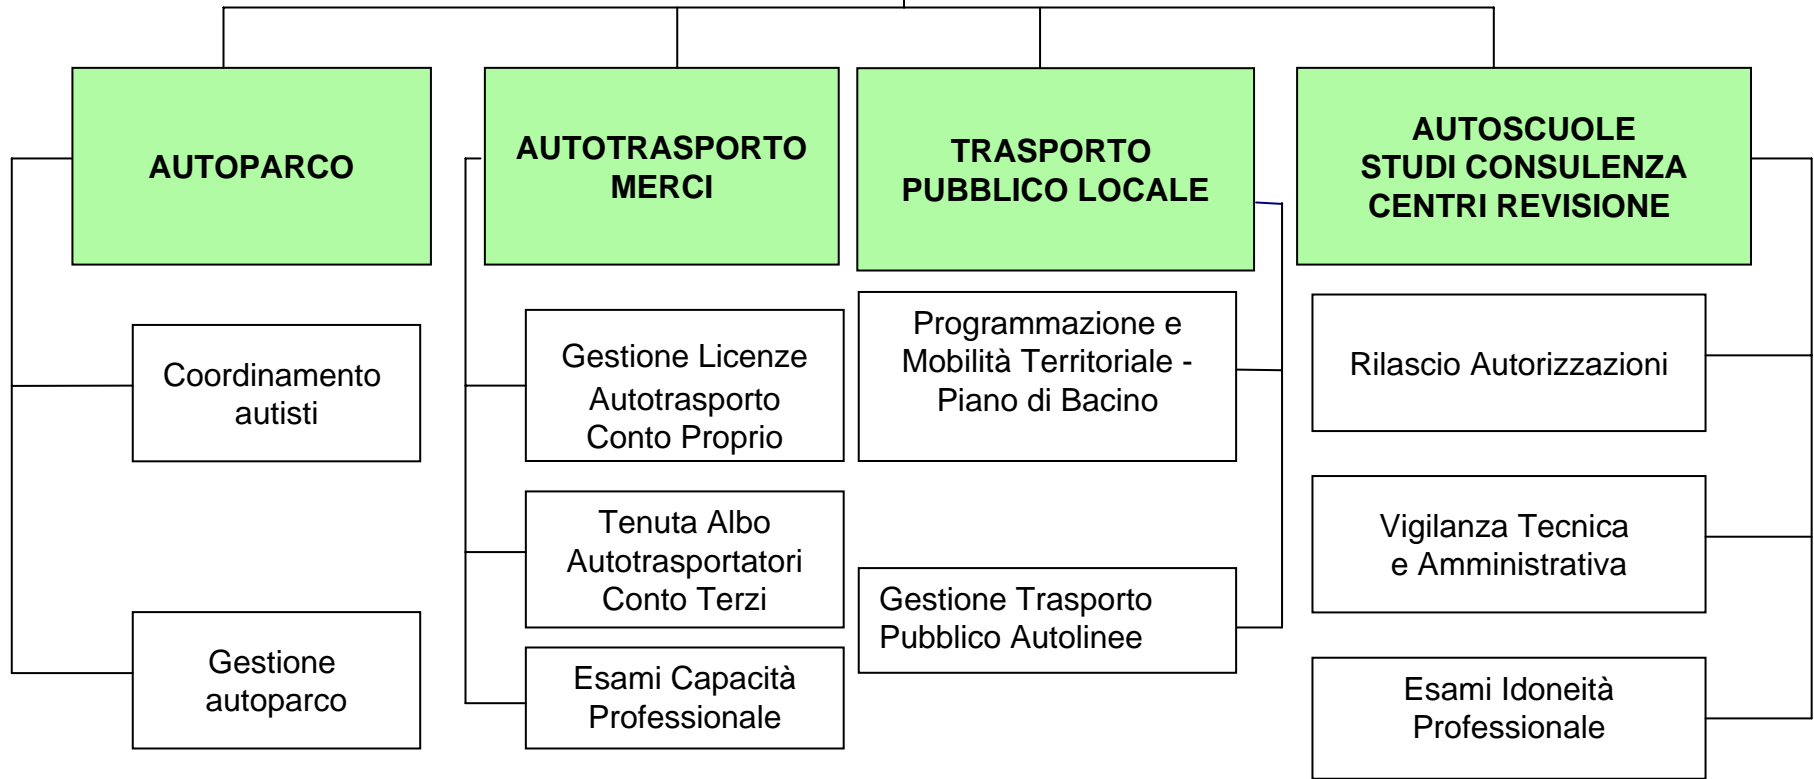 AUTOPARCO
AUTOTRASPORTO
MERCI
TRASPORTO
PUBBLICO LOCALE
AUTOSCUOLE
STUDI CONSULENZA
CENTRI REVISIONE
Coordinamento
autisti
Gestione
autoparco
Gestione Licenze
Autotrasporto
Conto Proprio
Tenuta Albo
Autotrasportatori
Conto Terzi
Esami Capacità
Professionale
Programmazione e
Mobilità Territoriale -
Piano di Bacino
Gestione Trasporto
Pubblico Autolinee
Rilascio Autorizzazioni
Vigilanza Tecnica
e Amministrativa
Esami Idoneità
Professionale